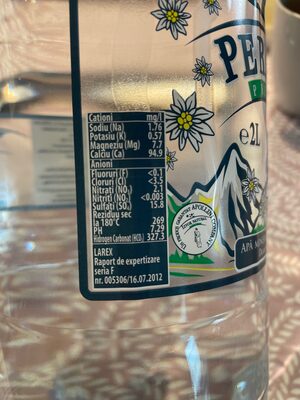 PER
P
℮2L
Cationi mg/l
Sodiu (Na) 1.76
Potasiu (K) 0.57
Magneziu (Mg) 7.7
Calciu (Ca) 94.9
Anioni
Fluoruri (F⁻) <0.1
Cloruri (Cl⁻) <3.5
Nitrați (NO₃) 2.1
Nitriți (NO₂) <0.003
Sulfați (SO₄) 15.8
Reziduu sec
la 180°C 269
PH 7.29
Hidrogen Carbonat (HCO₃) 327.3
LAREX
Raport de expertizare
seria F
nr. 005306/16.07.2012
APĂ